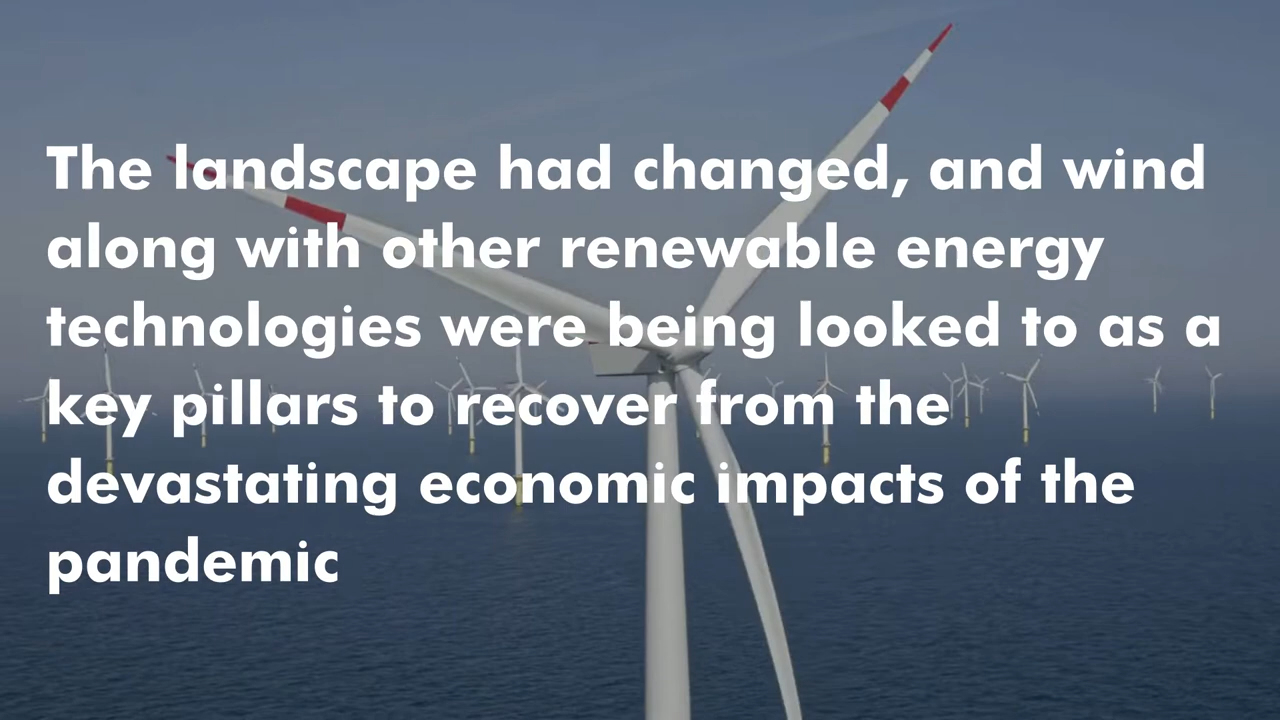 The landscape had changed, and wind
along with other renewable energy
technologies were being looked to as a
key pillars to recover from the
devastating economic impacts of the
pandemic